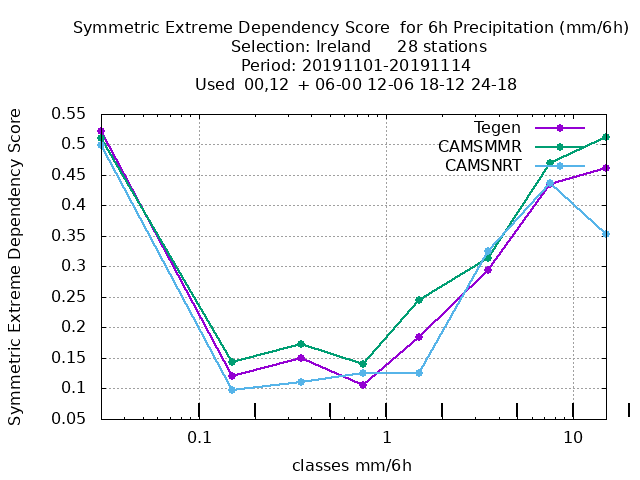 Symmetric Extreme Dependency Score  for 6h Precipitation (mm/6h)
Selection: Ireland     28 stations
Period: 20191101-20191114
Used  00,12  + 06-00 12-06 18-12 24-18
Symmetric Extreme Dependency Score
0.55
0.5
0.45
0.4
0.35
0.3
0.25
0.2
0.15
0.1
0.05
Tegen
CAMSMMR
CAMSNRT
0.1 1 10
classes mm/6h